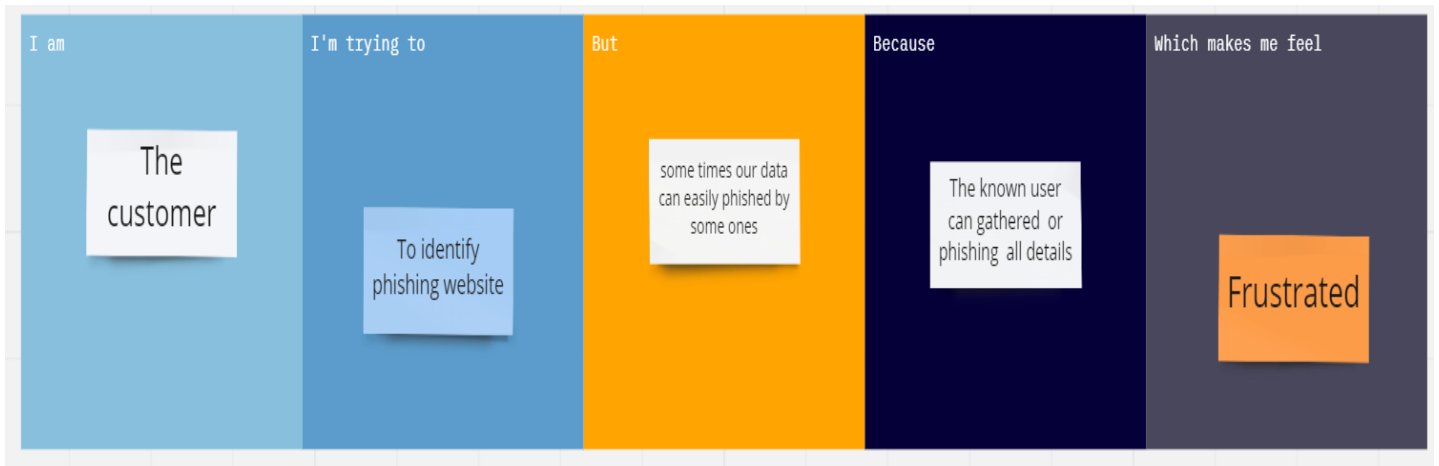 I am
The
customer
I'm trying to
To identify
phishing website
But
some times our data
can easily phished by
some ones
Because
The known user
can gathered or
phishing all details
Which makes me feel
Frustrated